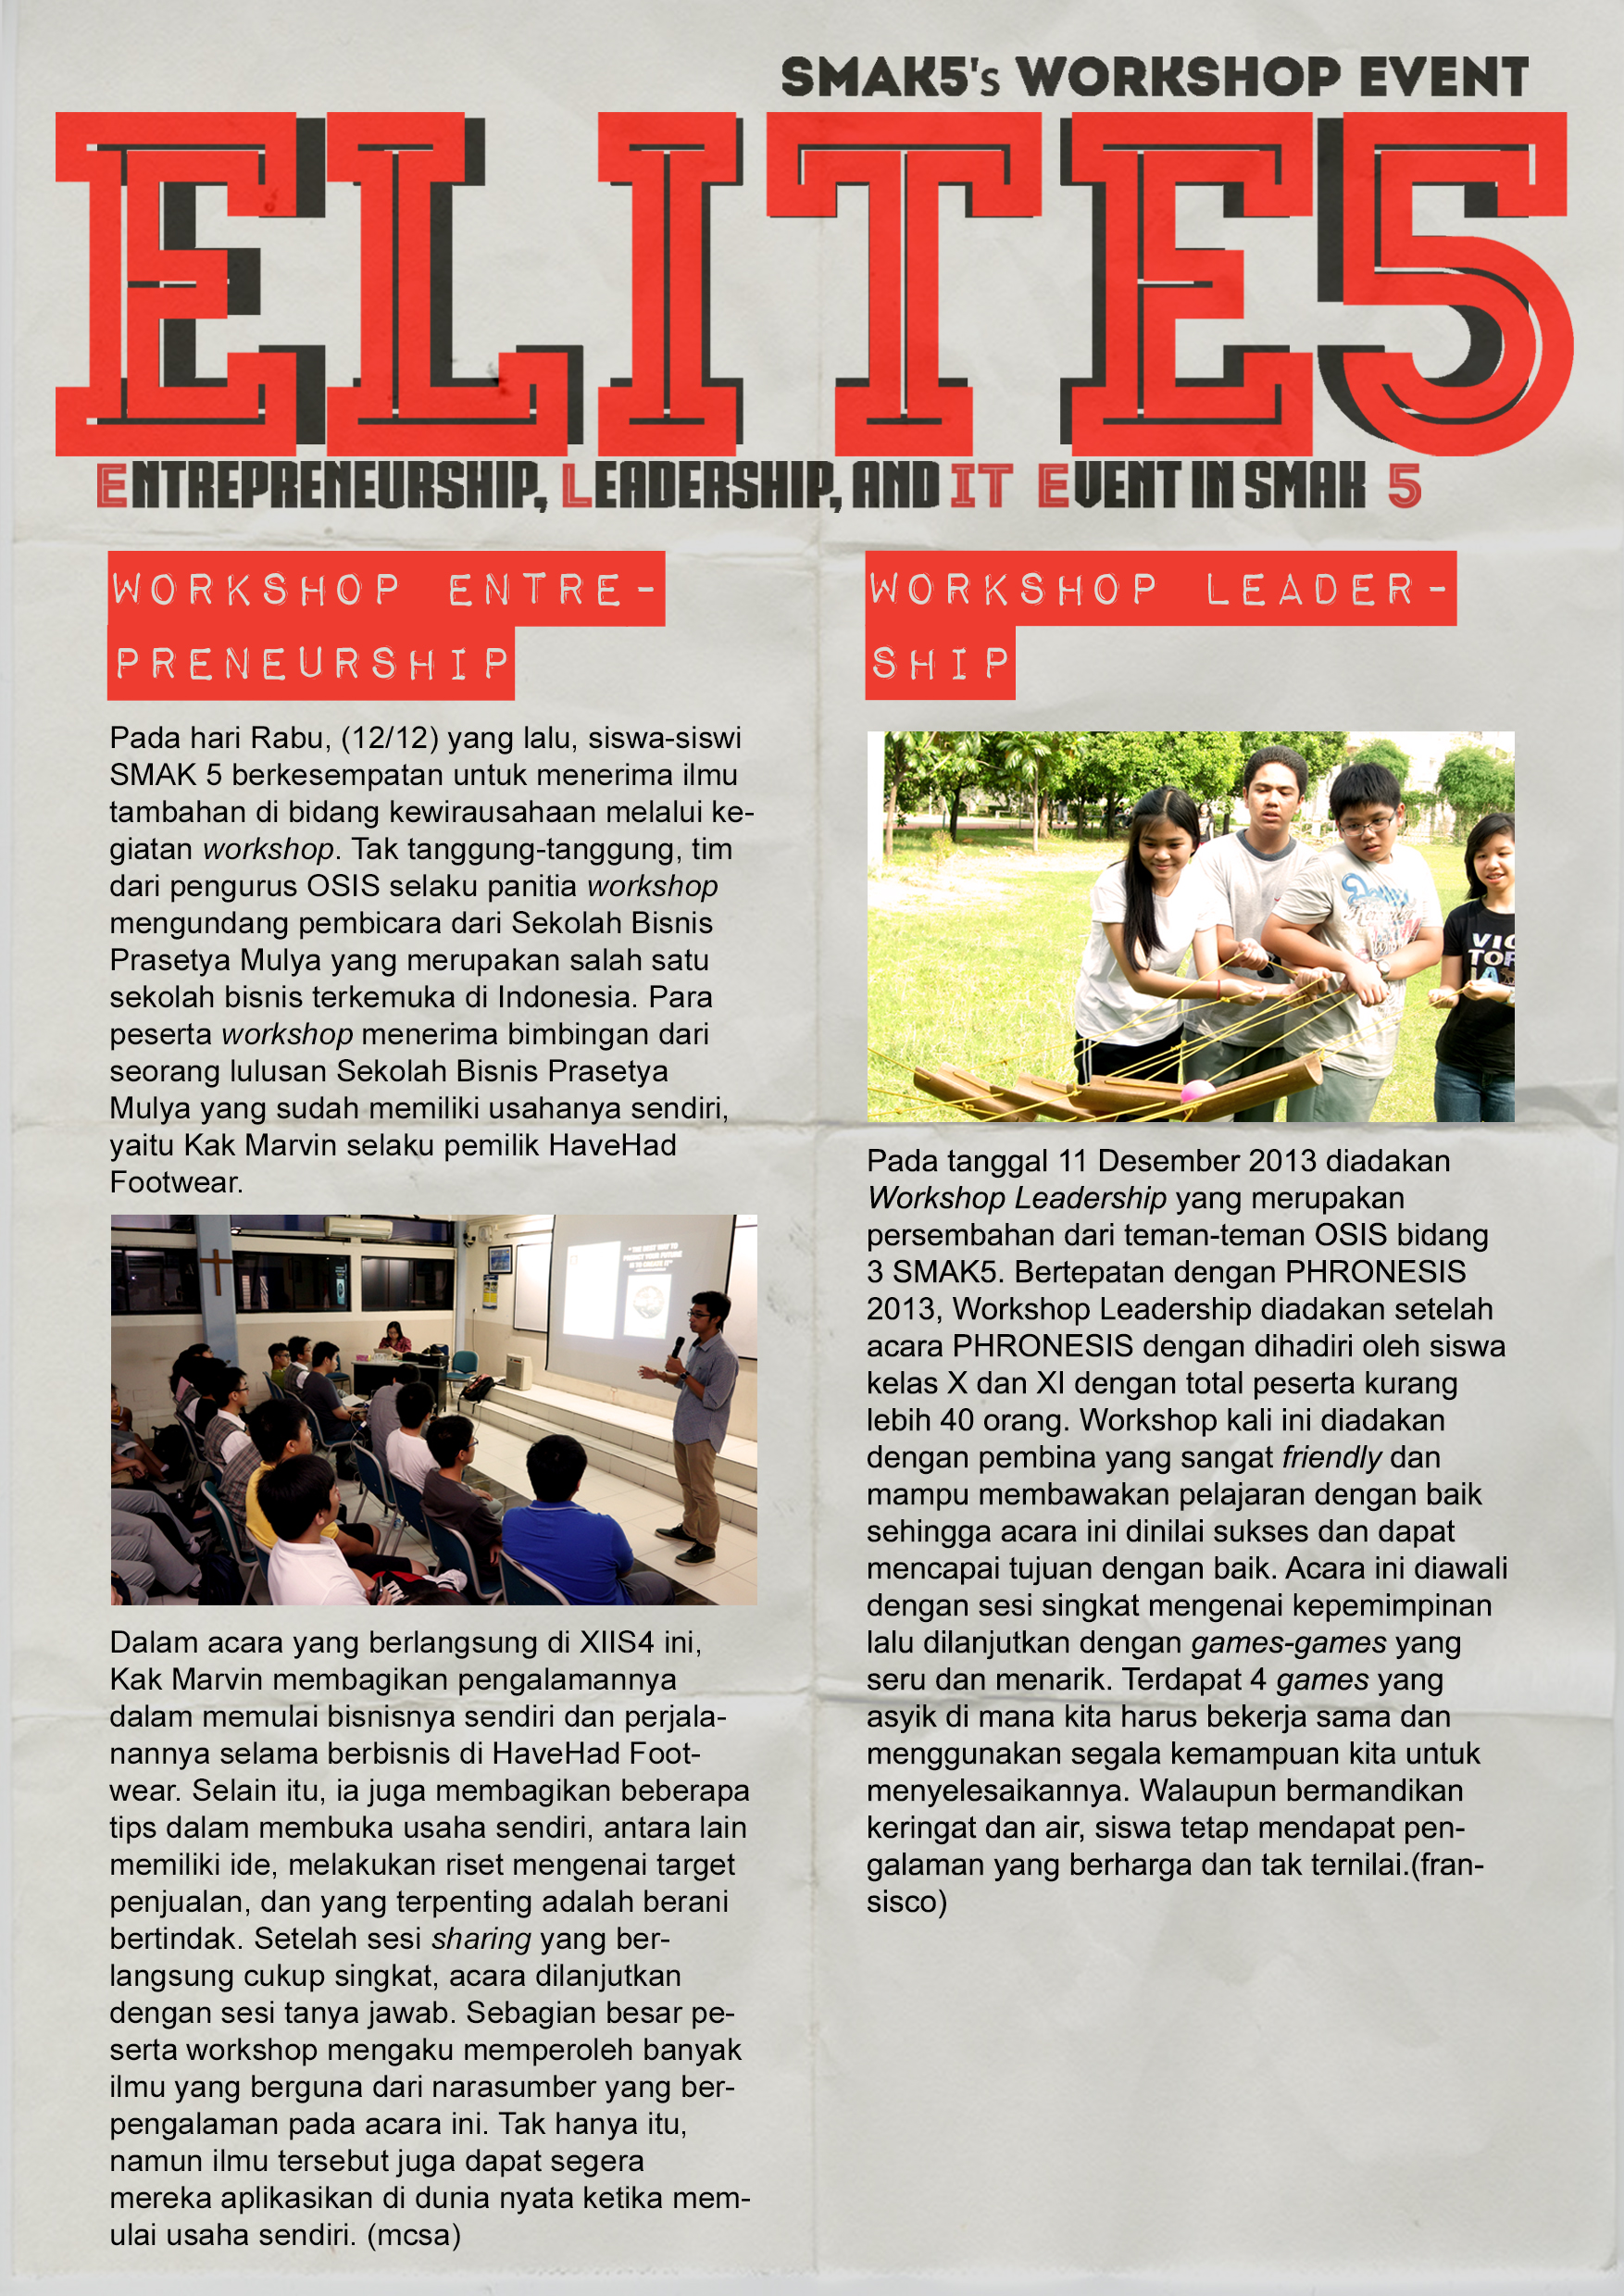 SMAK5's WORKSHOP EVENT
ELITE5
ENTREPRENEURSHIP, LEADERSHIP, AND IT EVENT IN SMAK 5
WORKSHOP ENTRE-
PRENEURSHIP
Pada hari Rabu, (12/12) yang lalu, siswa-siswi
SMAK 5 berkesempatan untuk menerima ilmu
tambahan di bidang kewirausahaan melalui ke-
giatan workshop. Tak tanggung-tanggung, tim
dari pengurus OSIS selaku panitia workshop
mengundang pembicara dari Sekolah Bisnis
Prasetya Mulya yang merupakan salah satu
sekolah bisnis terkemuka di Indonesia. Para
peserta workshop menerima bimbingan dari
seorang lulusan Sekolah Bisnis Prasetya
Mulya yang sudah memiliki usahanya sendiri,
yaitu Kak Marvin selaku pemilik HaveHad
Footwear.
"THE BEST WAY TO
PREDICT YOUR FUTURE
IS TO CREATE IT"
Dalam acara yang berlangsung di XIIS4 ini,
Kak Marvin membagikan pengalamannya
dalam memulai bisnisnya sendiri dan perjala-
nannya selama berbisnis di HaveHad Foot-
wear. Selain itu, ia juga membagikan beberapa
tips dalam membuka usaha sendiri, antara lain
memiliki ide, melakukan riset mengenai target
penjualan, dan yang terpenting adalah berani
bertindak. Setelah sesi sharing yang ber-
langsung cukup singkat, acara dilanjutkan
dengan sesi tanya jawab. Sebagian besar pe-
serta workshop mengaku memperoleh banyak
ilmu yang berguna dari narasumber yang ber-
pengalaman pada acara ini. Tak hanya itu,
namun ilmu tersebut juga dapat segera
mereka aplikasikan di dunia nyata ketika mem-
ulai usaha sendiri. (mcsa)
WORKSHOP LEADER-
SHIP
VIC
TOR
IA
Pada tanggal 11 Desember 2013 diadakan
Workshop Leadership yang merupakan
persembahan dari teman-teman OSIS bidang
3 SMAK5. Bertepatan dengan PHRONESIS
2013, Workshop Leadership diadakan setelah
acara PHRONESIS dengan dihadiri oleh siswa
kelas X dan XI dengan total peserta kurang
lebih 40 orang. Workshop kali ini diadakan
dengan pembina yang sangat friendly dan
mampu membawakan pelajaran dengan baik
sehingga acara ini dinilai sukses dan dapat
mencapai tujuan dengan baik. Acara ini diawali
dengan sesi singkat mengenai kepemimpinan
lalu dilanjutkan dengan games-games yang
seru dan menarik. Terdapat 4 games yang
asyik di mana kita harus bekerja sama dan
menggunakan segala kemampuan kita untuk
menyelesaikannya. Walaupun bermandikan
keringat dan air, siswa tetap mendapat pen-
galaman yang berharga dan tak ternilai.(fran-
sisco)